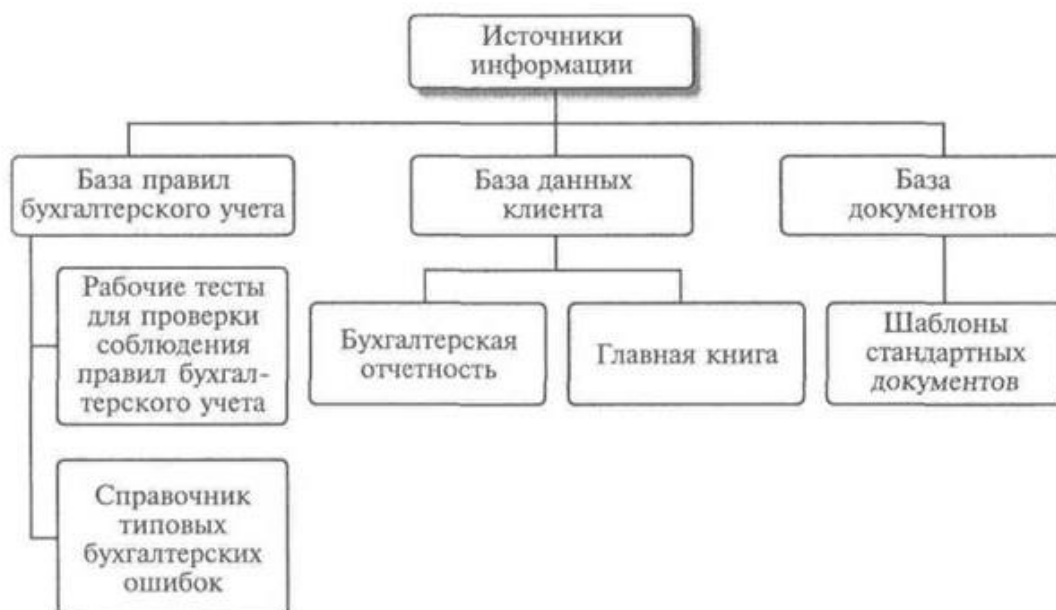 Источники
информации
База правил
бухгалтерского учета
База данных
клиента
База
документов
Рабочие тесты
для проверки
соблюдения
правил бухгал-
терского учета
Бухгалтерская
отчетность
Главная книга
Шаблоны
стандартных
документов
Справочник
типовых
бухгалтерских
ошибок